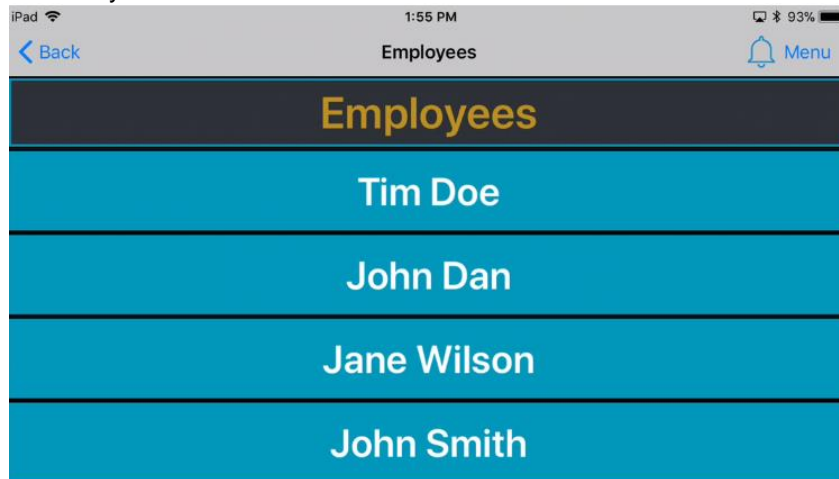 iPad 1:55 PM 93%
Back Employees Menu
Employees
Tim Doe
John Dan
Jane Wilson
John Smith